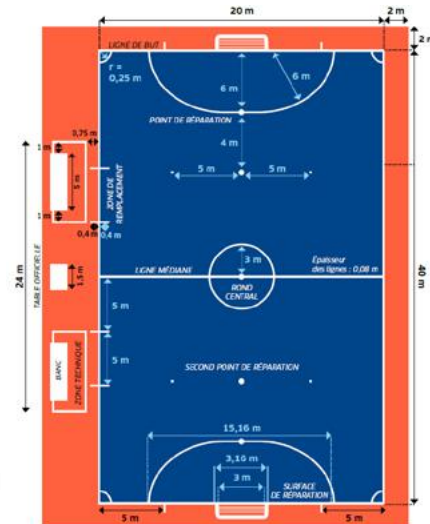 20 m
2 m
LIGNE DE BUT
2 m
r =
0,25 m
6 m
6 m
0,75 m
POINT DE RÉPARATION
1 m
4 m
5 m
5 m
5 m
ZONE DE
REMPLACEMENT
1 m
0,4 m
0,4 m
3 m
24 m
TABLE OFFICIELLE
1,5 m
LIGNE MÉDIANE
Épaisseur
des lignes : 0,08 m
ROND
CENTRAL
40 m
5 m
5 m
BANC
ZONE TECHNIQUE
SECOND POINT DE RÉPARATION
15,16 m
3,16 m
3 m
SURFACE
DE RÉPARATION
5 m
5 m